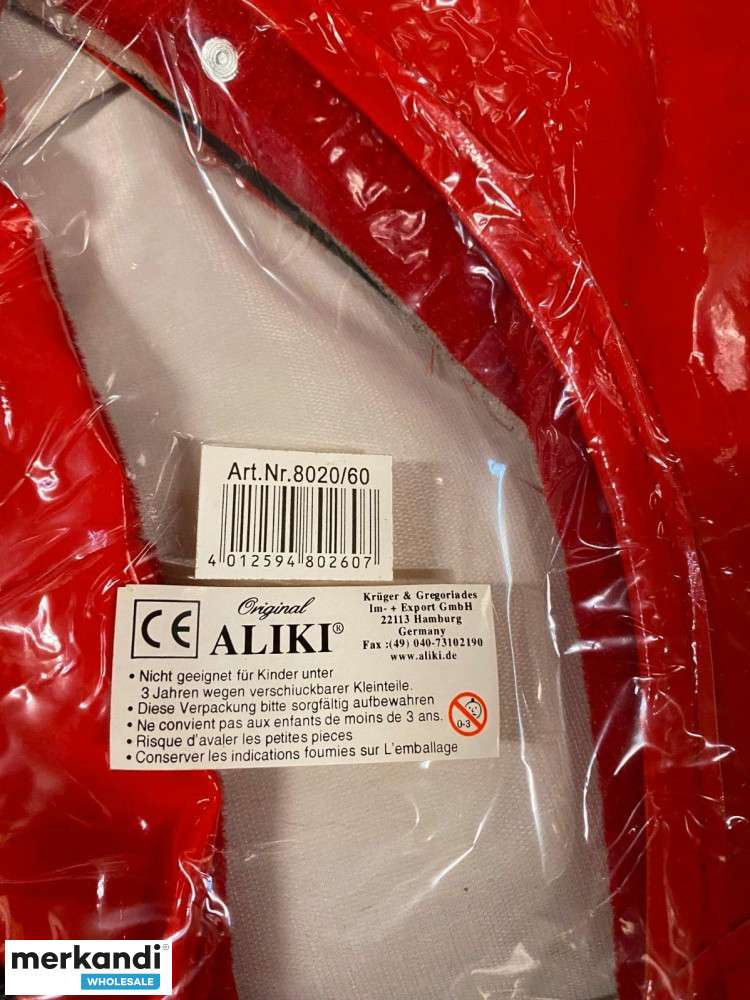 Art.Nr.8020/60
4 012594 802607
CE
Original
ALIKI®
Krüger & Gregoriades
Im- + Export GmbH
22113 Hamburg
Germany
Fax :(49) 040-73102190
www.aliki.de
• Nicht geeignet für Kinder unter
3 Jahren wegen verschiuckbarer Kleinteile.
• Diese Verpackung bitte sorgfältig aufbewahren
• Ne convient pas aux enfants de moins de 3 ans.
• Risque d'avaler les petites pieces
• Conserver les indications fournies sur L'emballage
0-3
merkandi®
WHOLESALE